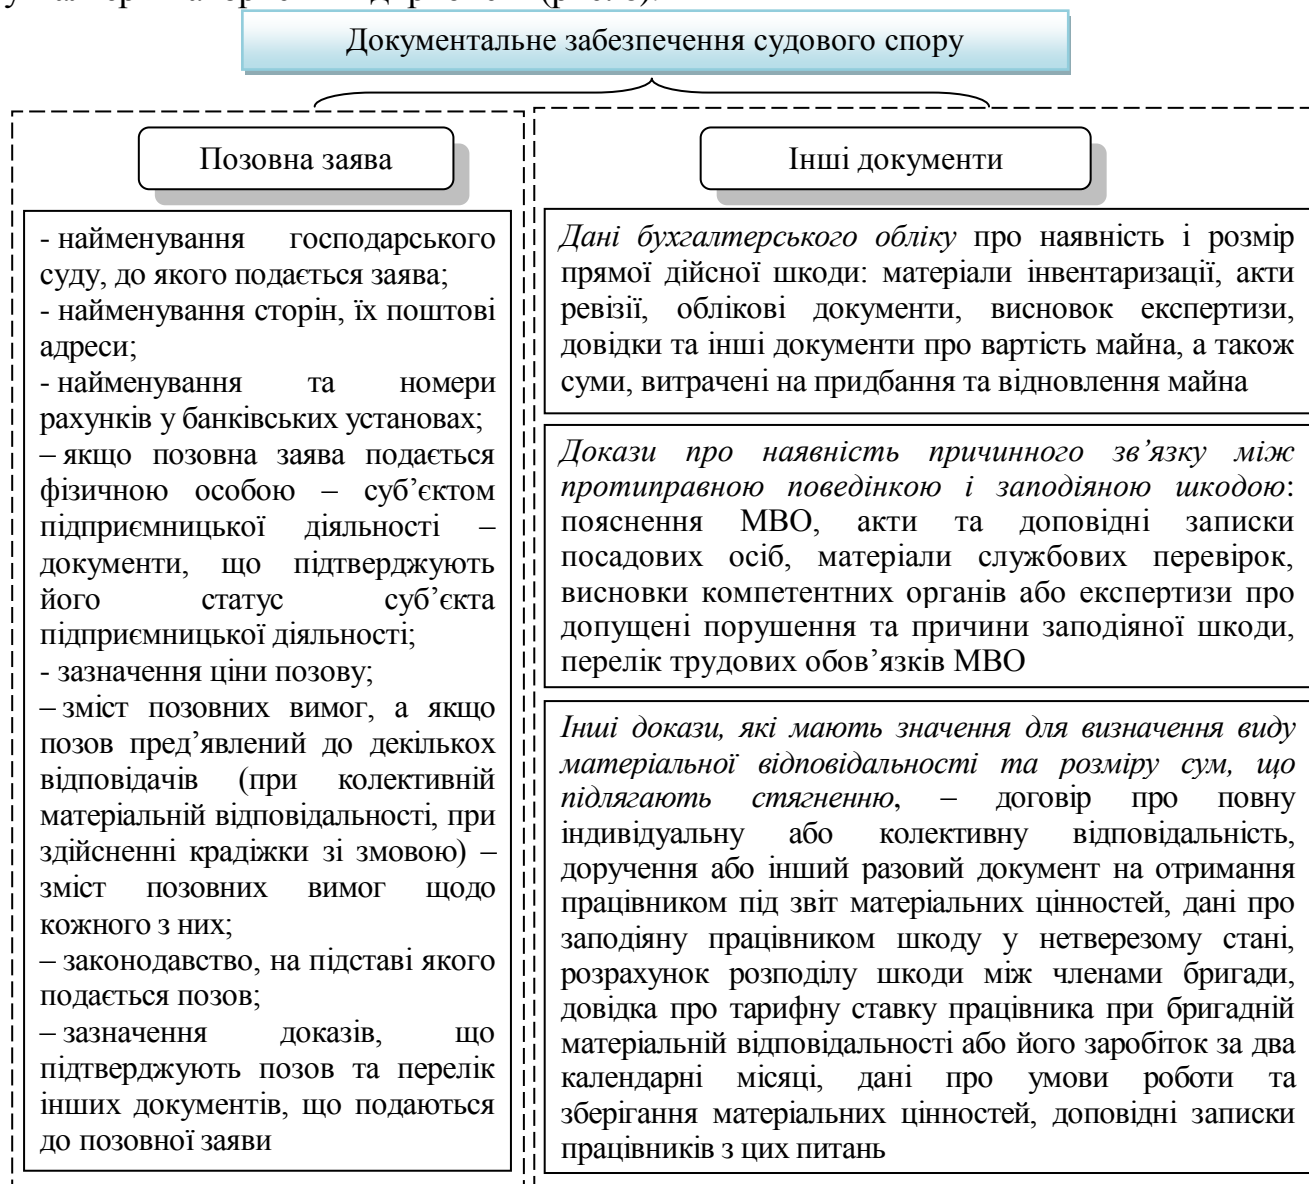 Документальне забезпечення судового спору
Позовна заява
- найменування господарського
суду, до якого подається заява;
- найменування сторін, їх поштові
адреси;
- найменування та номери
рахунків у банківських установах;
– якщо позовна заява подається
фізичною особою – суб’єктом
підприємницької діяльності –
документи, що підтверджують
його статус суб’єкта
підприємницької діяльності;
- зазначення ціни позову;
– зміст позовних вимог, а якщо
позов пред’явлений до декількох
відповідачів (при колективній
матеріальній відповідальності, при
здійсненні крадіжки зі змовою) –
зміст позовних вимог щодо
кожного з них;
– законодавство, на підставі якого
подається позов;
– зазначення доказів, що
підтверджують позов та перелік
інших документів, що подаються
до позовної заяви
Інші документи
Дані бухгалтерського обліку про наявність і розмір
прямої дійсної шкоди: матеріали інвентаризації, акти
ревізії, облікові документи, висновок експертизи,
довідки та інші документи про вартість майна, а також
суми, витрачені на придбання та відновлення майна
Докази про наявність причинного зв’язку між
протиправною поведінкою і заподіяною шкодою:
пояснення МВО, акти та доповідні записки
посадових осіб, матеріали службових перевірок,
висновки компетентних органів або експертизи про
допущені порушення та причини заподіяної шкоди,
перелік трудових обов’язків МВО
Інші докази, які мають значення для визначення виду
матеріальної відповідальності та розміру сум, що
підлягають стягненню, – договір про повну
індивідуальну або колективну відповідальність,
доручення або інший разовий документ на отримання
працівником під звіт матеріальних цінностей, дані про
заподіяну працівником шкоду у нетверезому стані,
розрахунок розподілу шкоди між членами бригади,
довідка про тарифну ставку працівника при бригадній
матеріальній відповідальності або його заробіток за два
календарні місяці, дані про умови роботи та
зберігання матеріальних цінностей, доповідні записки
працівників з цих питань